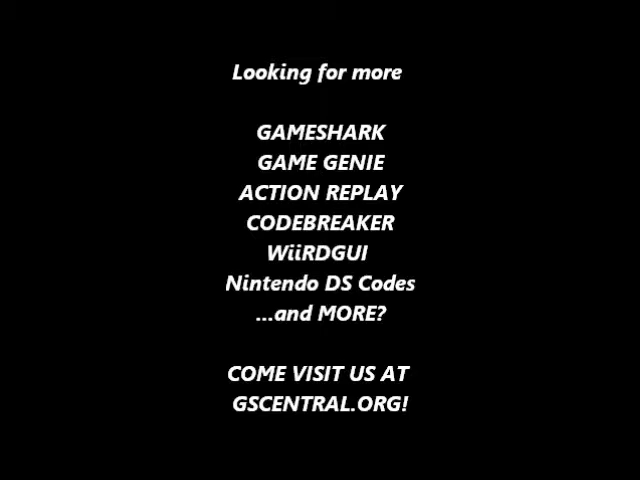 Looking for more
GAMESHARK
GAME GENIE
ACTION REPLAY
CODEBREAKER
WiiRDGUI
Nintendo DS Codes
...and MORE?
COME VISIT US AT
GSCENTRAL.ORG!